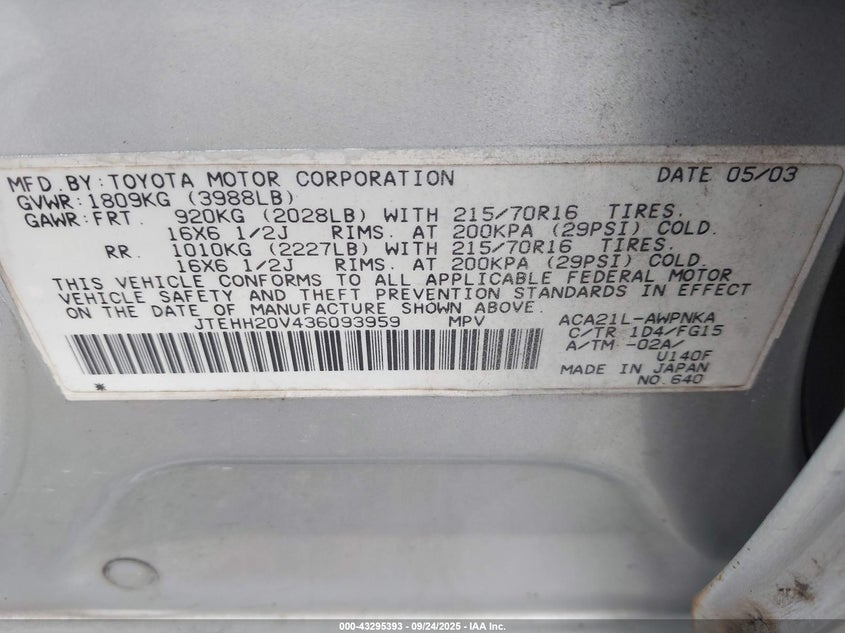 MFD. BY: TOYOTA MOTOR CORPORATION DATE 05/03
GVWR: 1809KG (3988LB)
GAWR: FRT. 920KG (2028LB) WITH 215/70R16 TIRES.
16X6 1/2J RIMS. AT 200KPA (29PSI) COLD.
RR. 1010KG (2227LB) WITH 215/70R16 TIRES.
16X6 1/2J RIMS. AT 200KPA (29PSI) COLD.
THIS VEHICLE CONFORMS TO ALL APPLICABLE FEDERAL MOTOR
VEHICLE SAFETY AND THEFT PREVENTION STANDARDS IN EFFECT
ON THE DATE OF MANUFACTURE SHOWN ABOVE.
JTEHH20V436093959 MPV ACA21L-AWPNKA
C/TR 1D4/FG15
A/TM -02A/
U140F
MADE IN JAPAN
* NO.640
000-43295393 - 09/24/2025 - IAA Inc.